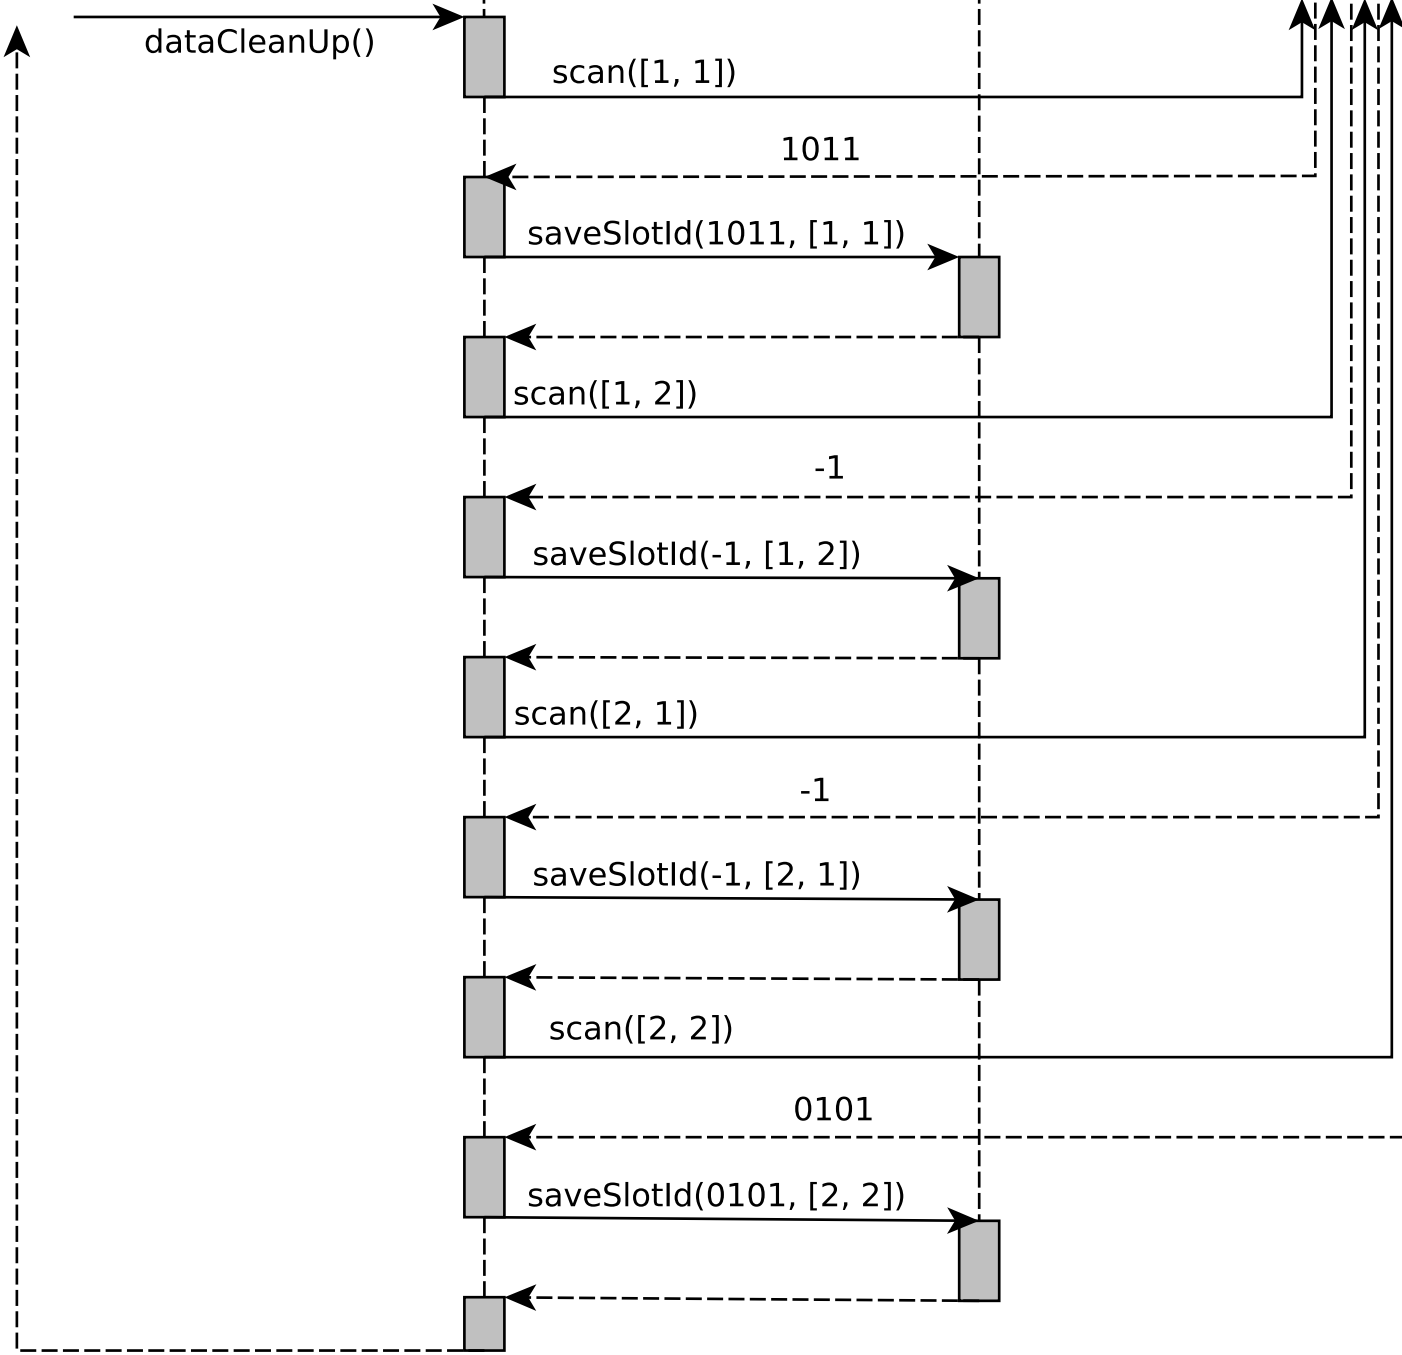 dataCleanUp()
scan([1, 1])
1011
saveSlotId(1011, [1, 1])
scan([1, 2])
-1
saveSlotId(-1, [1, 2])
scan([2, 1])
-1
saveSlotId(-1, [2, 1])
scan([2, 2])
0101
saveSlotId(0101, [2, 2])